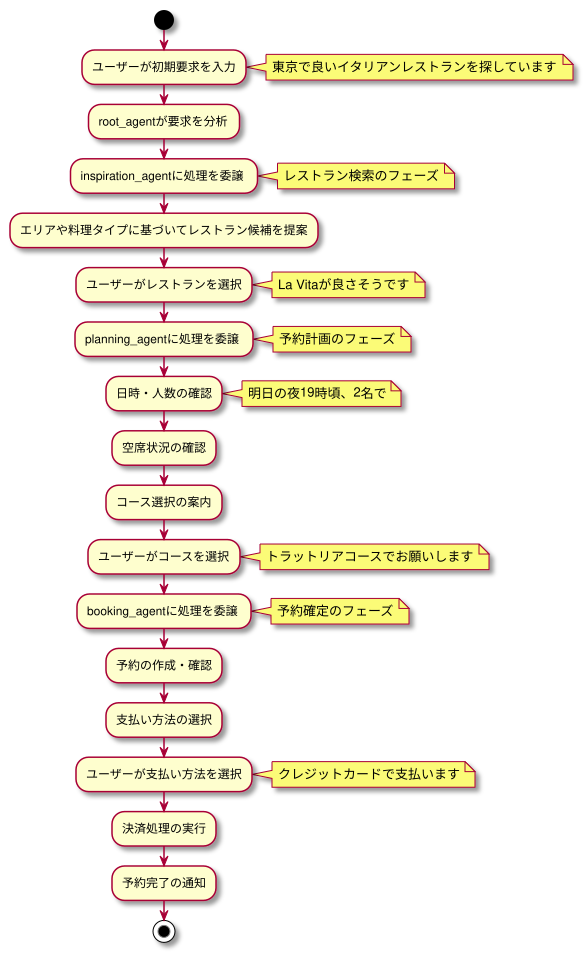 ユーザーが初期要求を入力
東京で良いイタリアンレストランを探しています
root_agentが要求を分析
inspiration_agentに処理を委譲
レストラン検索のフェーズ
エリアや料理タイプに基づいてレストラン候補を提案
ユーザーがレストランを選択
La Vitaが良さそうです
planning_agentに処理を委譲
予約計画のフェーズ
日時・人数の確認
明日の夜19時頃、2名で
空席状況の確認
コース選択の案内
ユーザーがコースを選択
トラットリアコースでお願いします
booking_agentに処理を委譲
予約確定のフェーズ
予約の作成・確認
支払い方法の選択
ユーザーが支払い方法を選択
クレジットカードで支払います
決済処理の実行
予約完了の通知